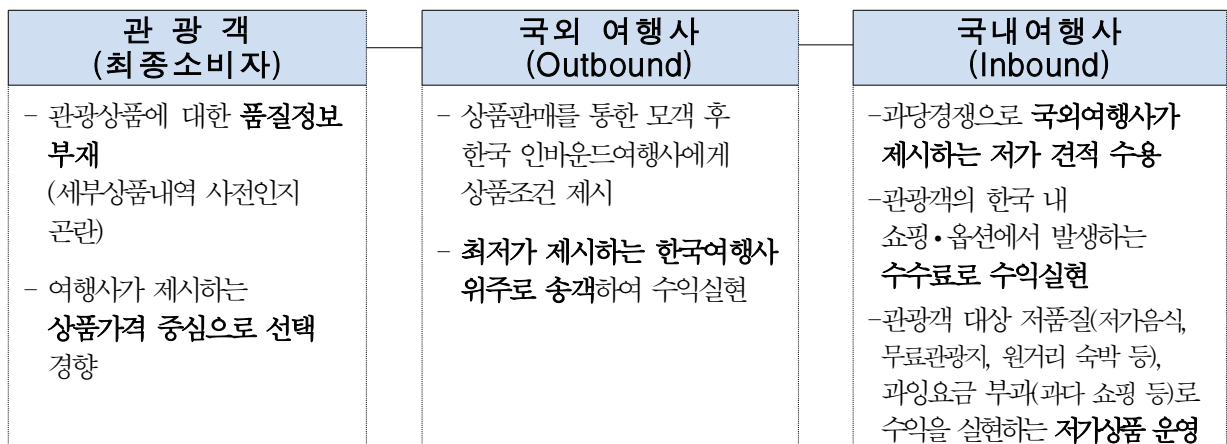 관 광 객
(최종소비자)
- 관광상품에 대한 품질정보
부재
(세부상품내역 사전인지
곤란)
- 여행사가 제시하는
상품가격 중심으로 선택
경향
국외 여행사
(Outbound)
- 상품판매를 통한 모객 후
한국 인바운드여행사에게
상품조건 제시
- 최저가 제시하는 한국여행사
위주로 송객하여 수익실현
국내여행사
(Inbound)
-과당경쟁으로 국외여행사가
제시하는 저가 견적 수용
-관광객의 한국 내
쇼핑•옵션에서 발생하는
수수료로 수익실현
-관광객 대상 저품질(저가음식,
무료관광지, 원거리 숙박 등),
과잉요금 부과(과다 쇼핑 등)로
수익을 실현하는 저가상품 운영